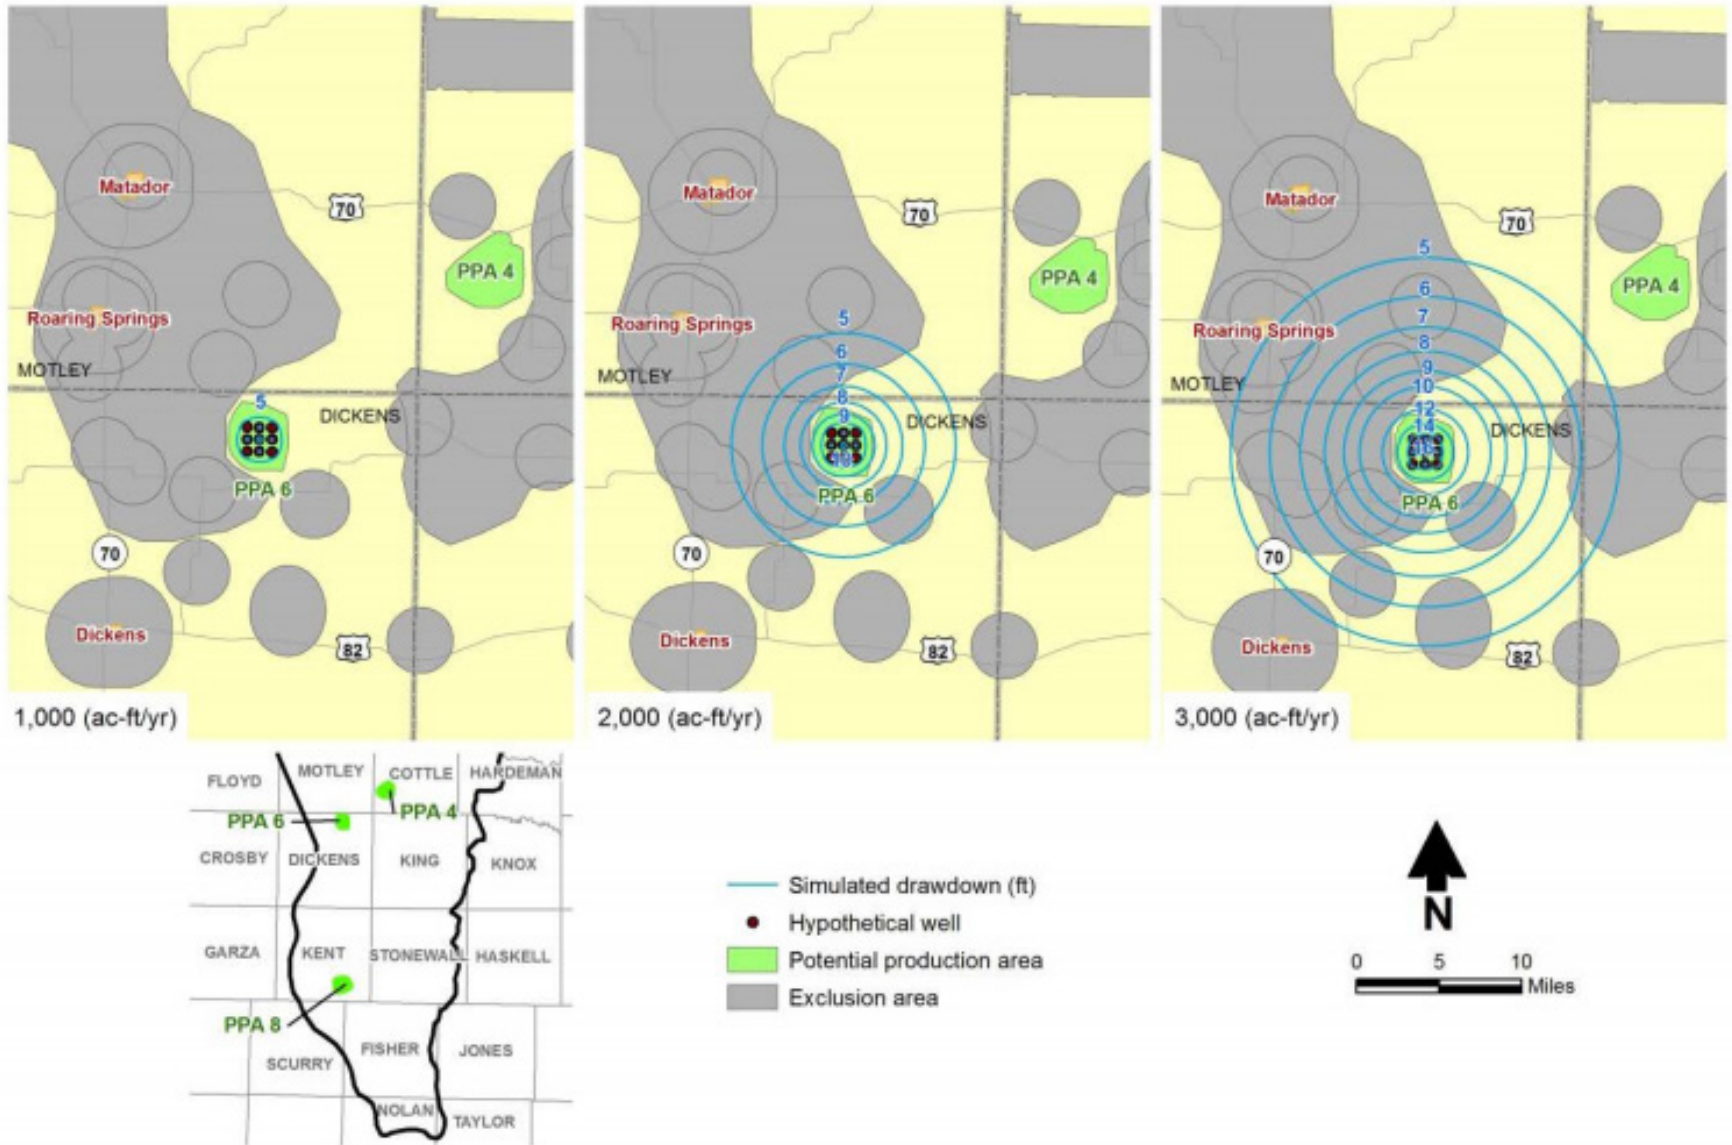 Matador
70
PPA 4
Roaring Springs
MOTLEY
5
DICKENS
PPA 6
70
Dickens
82
1,000 (ac-ft/yr)
Matador
70
PPA 4
5
Roaring Springs
6
7
MOTLEY
8
9
DICKENS
PPA 6
70
Dickens
82
2,000 (ac-ft/yr)
Matador
70
5
PPA 4
6
7
Roaring Springs
8
9
MOTLEY
10
12
14
DICKENS
16
PPA 6
70
Dickens
82
3,000 (ac-ft/yr)
FLOYD
MOTLEY
COTTLE
HARDEMAN
PPA 4
PPA 6
CROSBY
DICKENS
KING
KNOX
GARZA
KENT
STONEWALL
HASKELL
PPA 8
SCURRY
FISHER
JONES
NOLAN
TAYLOR
Simulated drawdown (ft)
Hypothetical well
Potential production area
Exclusion area
N
0 5 10
Miles